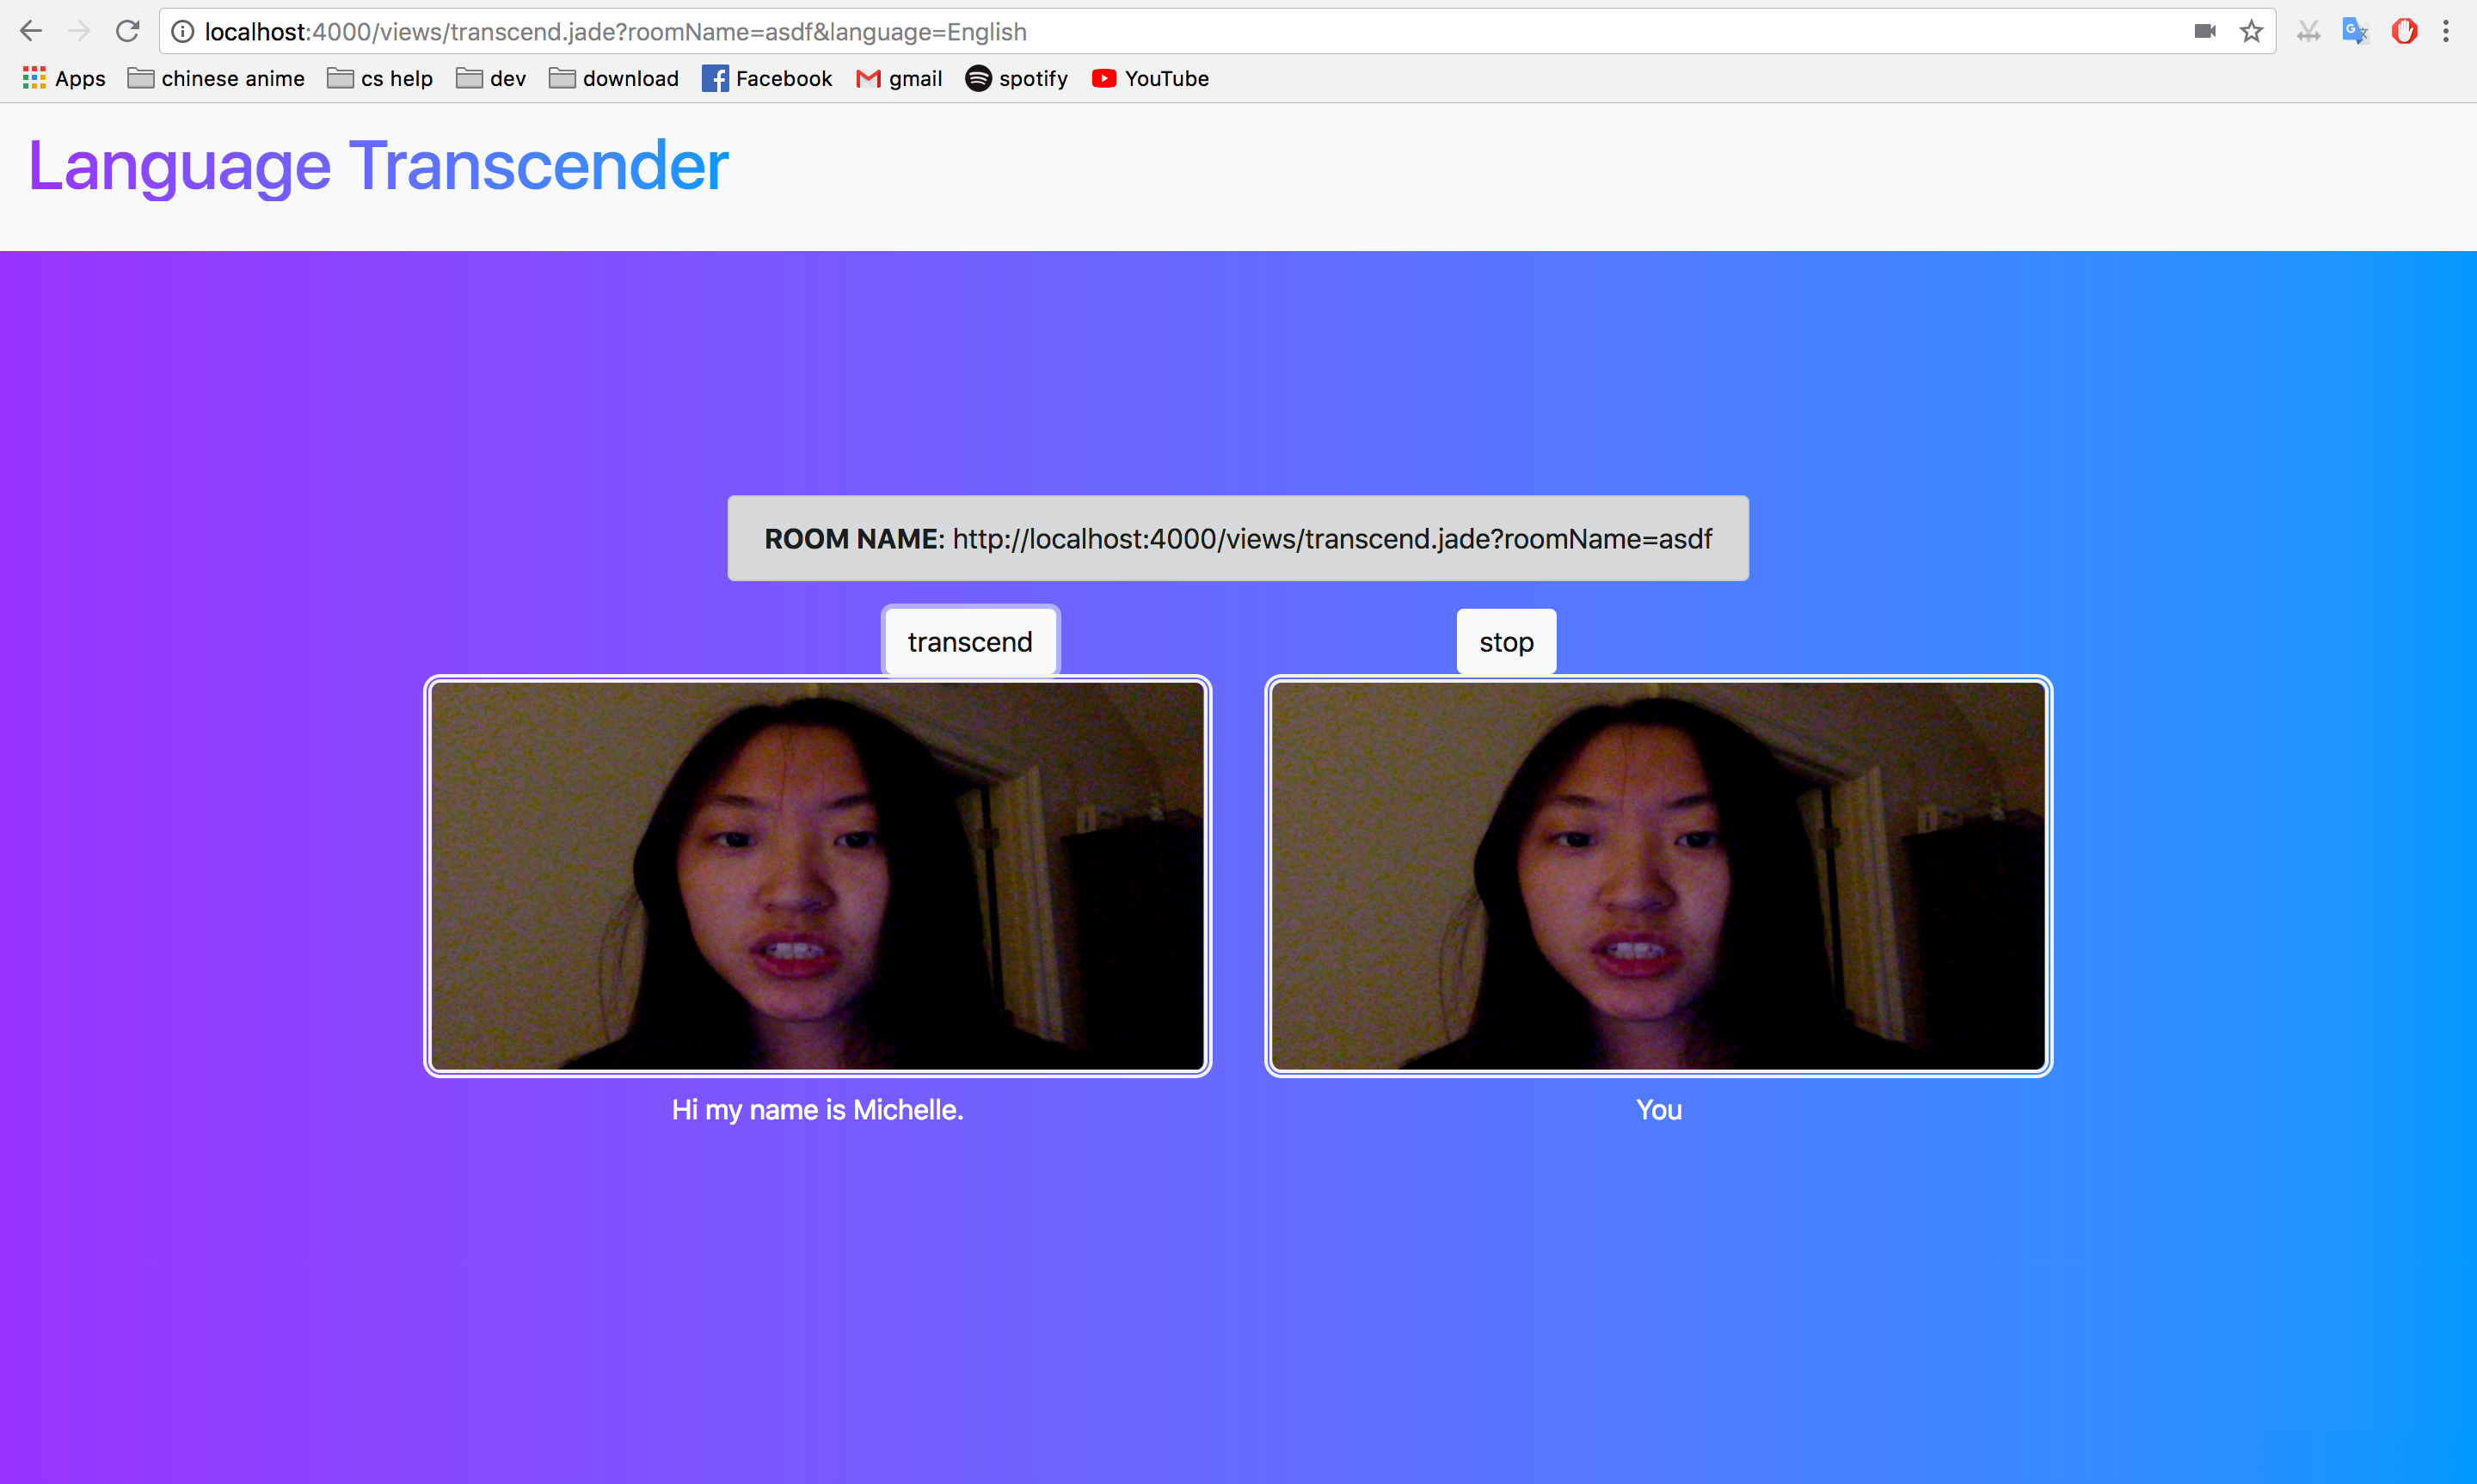 localhost:4000/views/transcend.jade?roomName=asdf&language=English
Apps chinese anime cs help dev download Facebook gmail spotify YouTube
Language Transcender
ROOM NAME: http://localhost:4000/views/transcend.jade?roomName=asdf
transcend stop
Hi my name is Michelle. You